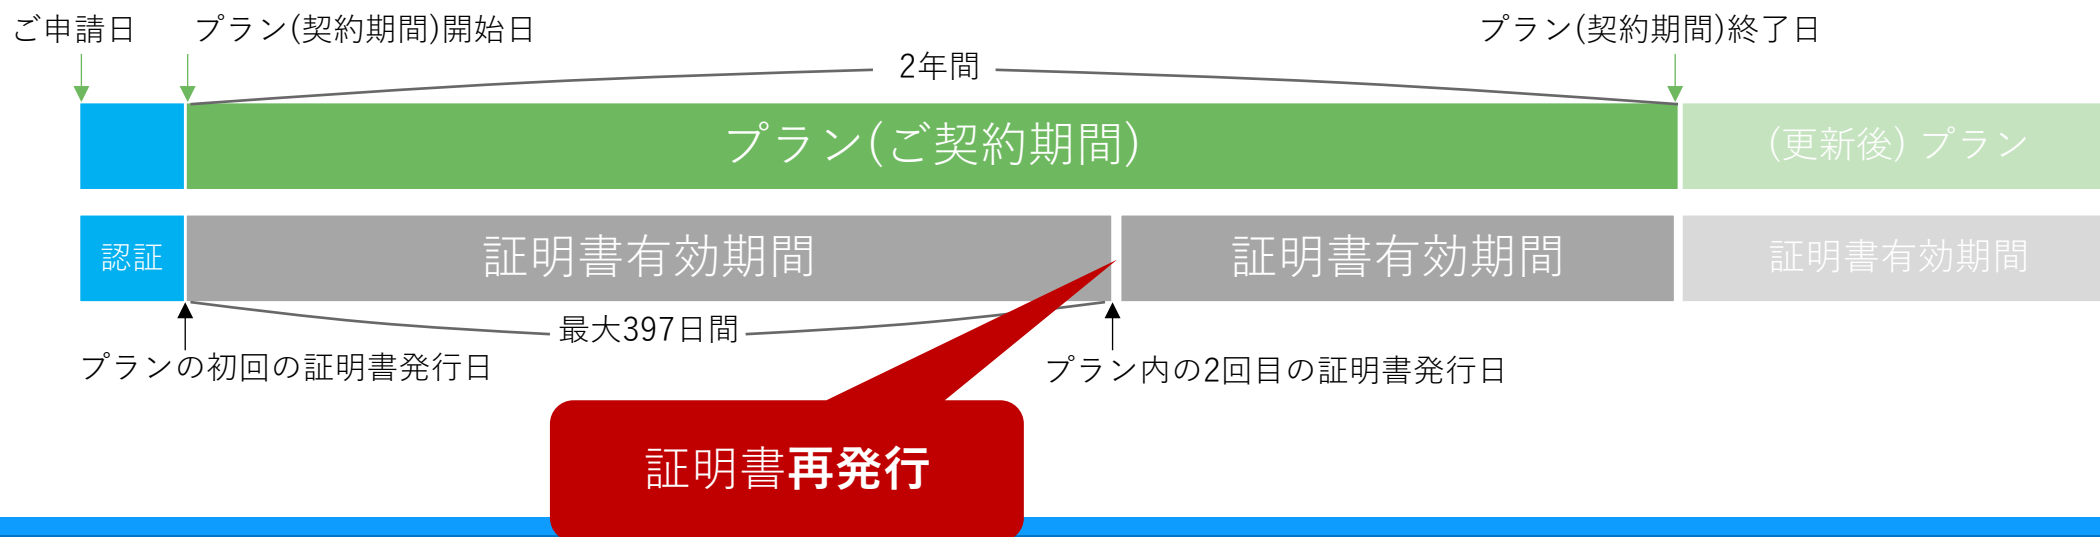 ご申請日
プラン(契約期間)開始日
プラン(契約期間)終了日
2年間
プラン(ご契約期間)
(更新後) プラン
認証
証明書有効期間
証明書有効期間
証明書有効期間
最大397日間
プランの初回の証明書発行日
プラン内の2回目の証明書発行日
証明書再発行